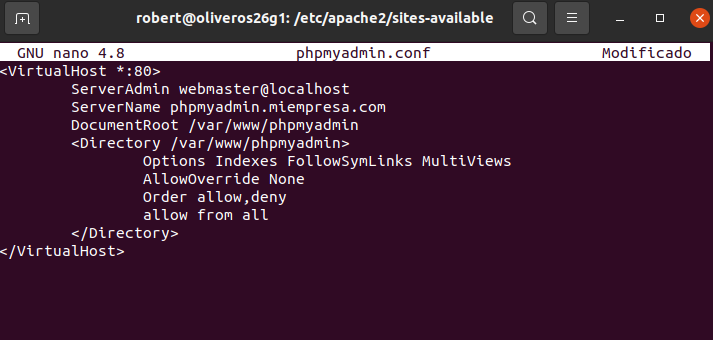 robert@oliveros26g1: /etc/apache2/sites-available
GNU nano 4.8 phpmyadmin.conf Modificado
<VirtualHost *:80>
ServerAdmin webmaster@localhost
ServerName phpmyadmin.miempresa.com
DocumentRoot /var/www/phpmyadmin
<Directory /var/www/phpmyadmin>
Options Indexes FollowSymLinks MultiViews
AllowOverride None
Order allow,deny
allow from all
</Directory>
</VirtualHost>